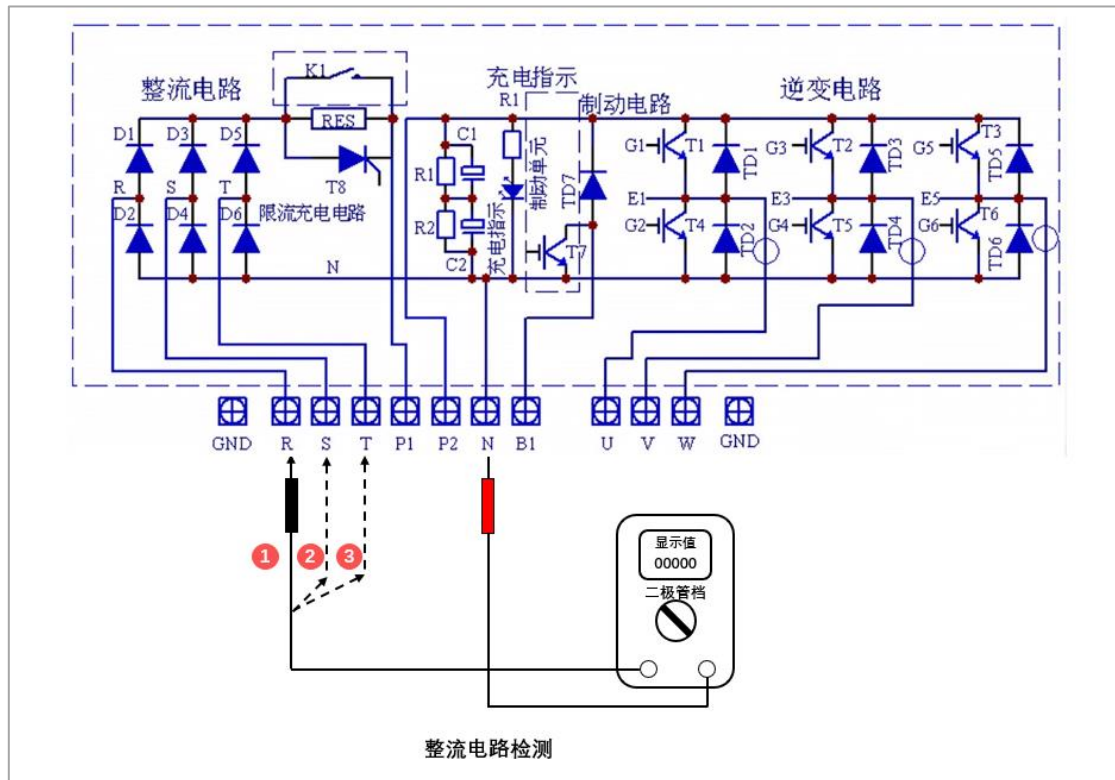 K1
充电指示
整流电路
R1
制动电路
逆变电路
D1 D3 D5
RES
C1
G1 T1 TD1 G3 T2 TD3 G5 T3 TD5
R S T
T8
R1
制动单元
TD7
D2 D4 D6
限流充电电路
E1 E3 E5
R2
充电指示
G2 T4 TD2 G4 T5 TD4 G6 T6 TD6
N
C2
T7
GND R S T P1 P2 N B1 U V W GND
1 2 3
显示值
00000
二极管档
整流电路检测